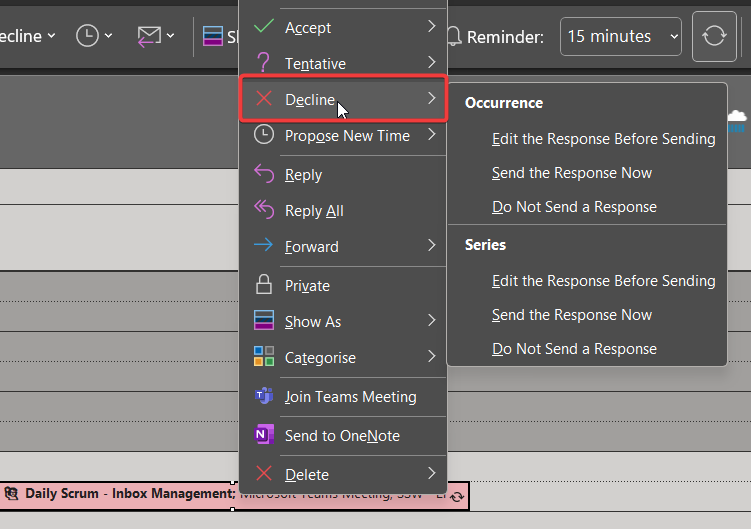 ecline
Reminder:
15 minutes
Accept
Tentative
Decline
Propose New Time
Reply
Reply All
Forward
Private
Show As
Categorise
Join Teams Meeting
Send to OneNote
Delete
Occurrence
Edit the Response Before Sending
Send the Response Now
Do Not Send a Response
Series
Edit the Response Before Sending
Send the Response Now
Do Not Send a Response
Daily Scrum - Inbox Management; Microsoft Teams Meeting; SSW -